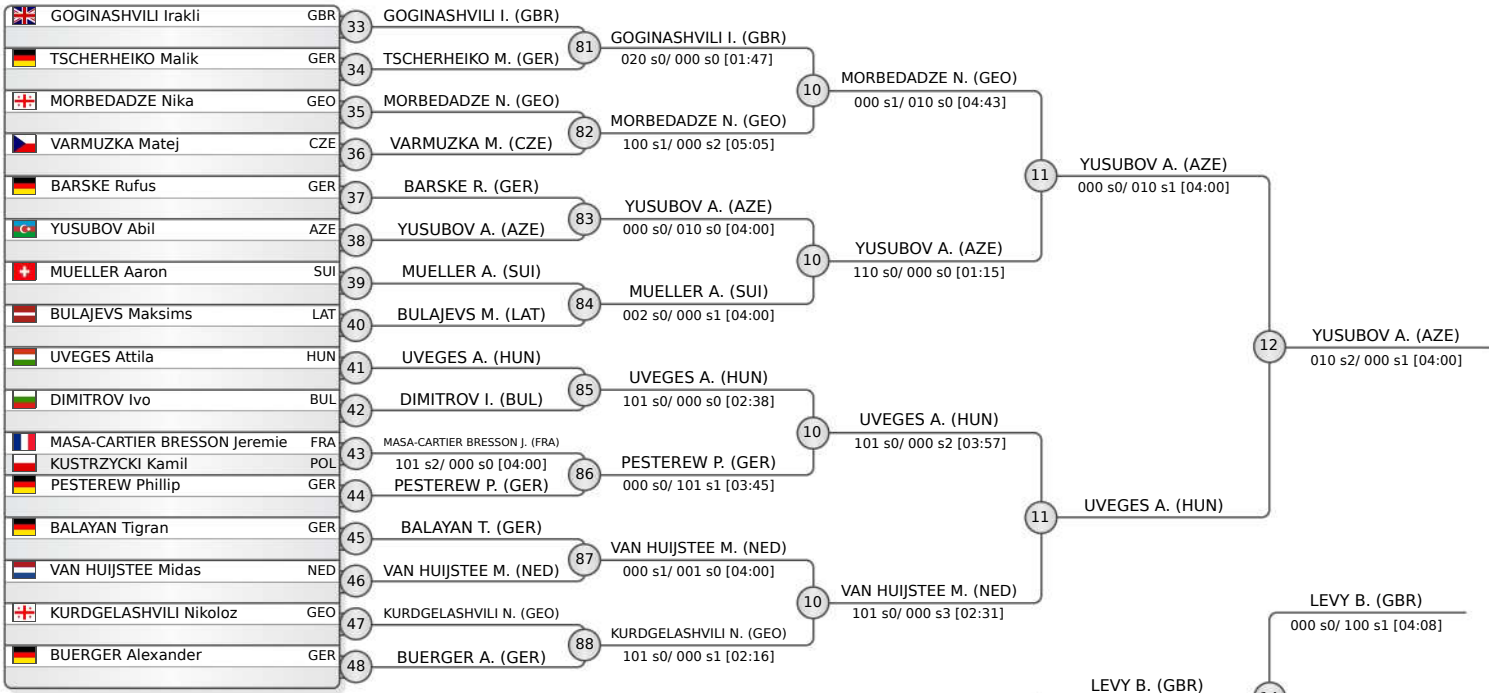 GOGINASHVILI Irakli GBR
TSCHERHEIKO Malik GER
MORBEDADZE Nika GEO
VARMUZKA Matej CZE
BARSKE Rufus GER
YUSUBOV Abil AZE
MUELLER Aaron SUI
BULAJEVS Maksims LAT
UVEGES Attila HUN
DIMITROV Ivo BUL
MASA-CARTIER BRESSON Jeremie FRA
KUSTRZYCKI Kamil POL
PESTEREW Phillip GER
BALAYAN Tigran GER
VAN HUIJSTEE Midas NED
KURDGELASHVILI Nikoloz GEO
BUERGER Alexander GER
33
34
35
36
37
38
39
40
41
42
43
44
45
46
47
48
GOGINASHVILI I. (GBR)
TSCHERHEIKO M. (GER)
MORBEDADZE N. (GEO)
VARMUZKA M. (CZE)
BARSKE R. (GER)
YUSUBOV A. (AZE)
MUELLER A. (SUI)
BULAJEVS M. (LAT)
UVEGES A. (HUN)
DIMITROV I. (BUL)
MASA-CARTIER BRESSON J. (FRA)
101 s2/ 000 s0 [04:00]
PESTEREW P. (GER)
BALAYAN T. (GER)
VAN HUIJSTEE M. (NED)
KURDGELASHVILI N. (GEO)
BUERGER A. (GER)
81
82
83
84
85
86
87
88
GOGINASHVILI I. (GBR)
020 s0/ 000 s0 [01:47]
MORBEDADZE N. (GEO)
100 s1/ 000 s2 [05:05]
YUSUBOV A. (AZE)
000 s0/ 010 s0 [04:00]
MUELLER A. (SUI)
002 s0/ 000 s1 [04:00]
UVEGES A. (HUN)
101 s0/ 000 s0 [02:38]
PESTEREW P. (GER)
000 s0/ 101 s1 [03:45]
VAN HUIJSTEE M. (NED)
000 s1/ 001 s0 [04:00]
KURDGELASHVILI N. (GEO)
101 s0/ 000 s1 [02:16]
10
10
10
10
MORBEDADZE N. (GEO)
000 s1/ 010 s0 [04:43]
YUSUBOV A. (AZE)
110 s0/ 000 s0 [01:15]
UVEGES A. (HUN)
101 s0/ 000 s2 [03:57]
VAN HUIJSTEE M. (NED)
101 s0/ 000 s3 [02:31]
11
11
YUSUBOV A. (AZE)
000 s0/ 010 s1 [04:00]
UVEGES A. (HUN)
12
YUSUBOV A. (AZE)
010 s2/ 000 s1 [04:00]
LEVY B. (GBR)
000 s0/ 100 s1 [04:08]
LEVY B. (GBR)